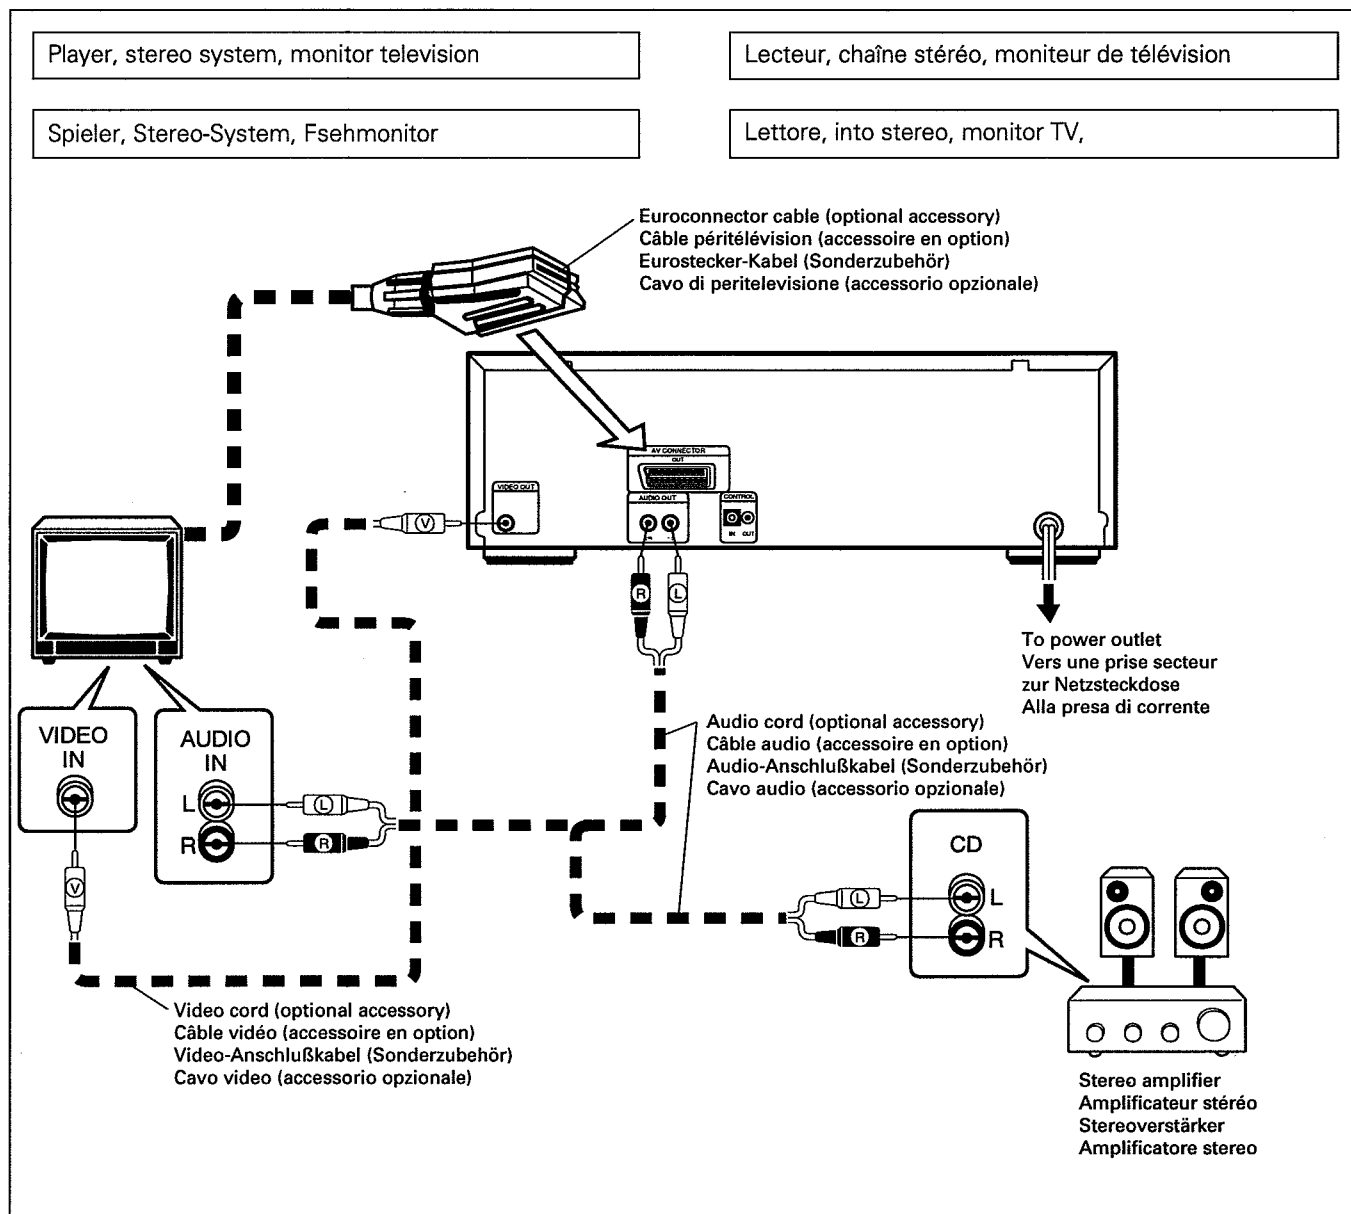 Player, stereo system, monitor television
Lecteur, chaîne stéréo, moniteur de télévision
Spieler, Stereo-System, Fsehmonitor
Lettore, into stereo, monitor TV,
Euroconnector cable (optional accessory)
Câble péritélévision (accessoire en option)
Eurostecker-Kabel (Sonderzubehör)
Cavo di peritelevisione (accessorio opzionale)
AV CONNECTOR
OUT
VIDEO OUT
AUDIO OUT
CONTROL
IN OUT
V
R
L
To power outlet
Vers une prise secteur
zur Netzsteckdose
Alla presa di corrente
VIDEO
IN
AUDIO
IN
L
L
R
R
V
Audio cord (optional accessory)
Câble audio (accessoire en option)
Audio-Anschlußkabel (Sonderzubehör)
Cavo audio (accessorio opzionale)
CD
L
L
R
R
Video cord (optional accessory)
Câble vidéo (accessoire en option)
Video-Anschlußkabel (Sonderzubehör)
Cavo video (accessorio opzionale)
Stereo amplifier
Amplificateur stéréo
Stereoverstärker
Amplificatore stereo